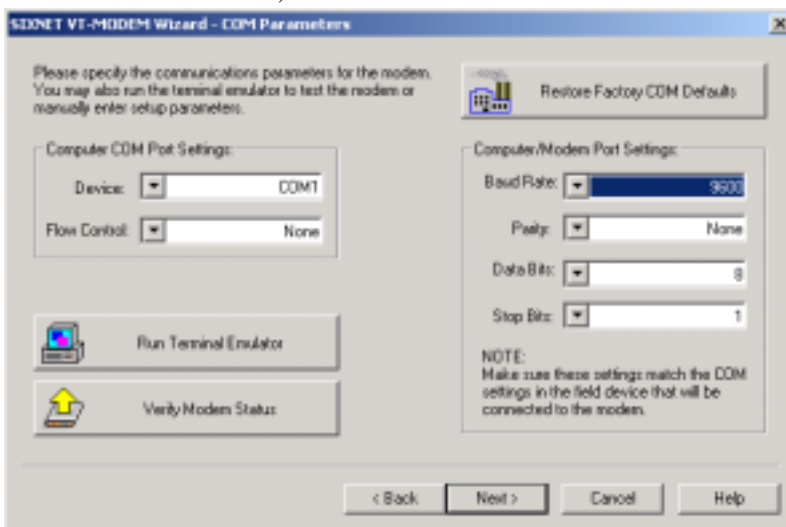 SIXNET VT-MODEM Wizard - COM Parameters
Please specify the communications parameters for the modem.
You may also run the terminal emulator to test the modem or
manually enter setup parameters.
Restore Factory COM Defaults
Computer COM Port Settings:
Device: COM1
Flow Control: None
Computer/Modem Port Settings:
Baud Rate: 9600
Parity: None
Data Bits: 8
Stop Bits: 1
Run Terminal Emulator
Verify Modem Status
NOTE:
Make sure these settings match the COM
settings in the field device that will be
connected to the modem.
< Back
Next >
Cancel
Help